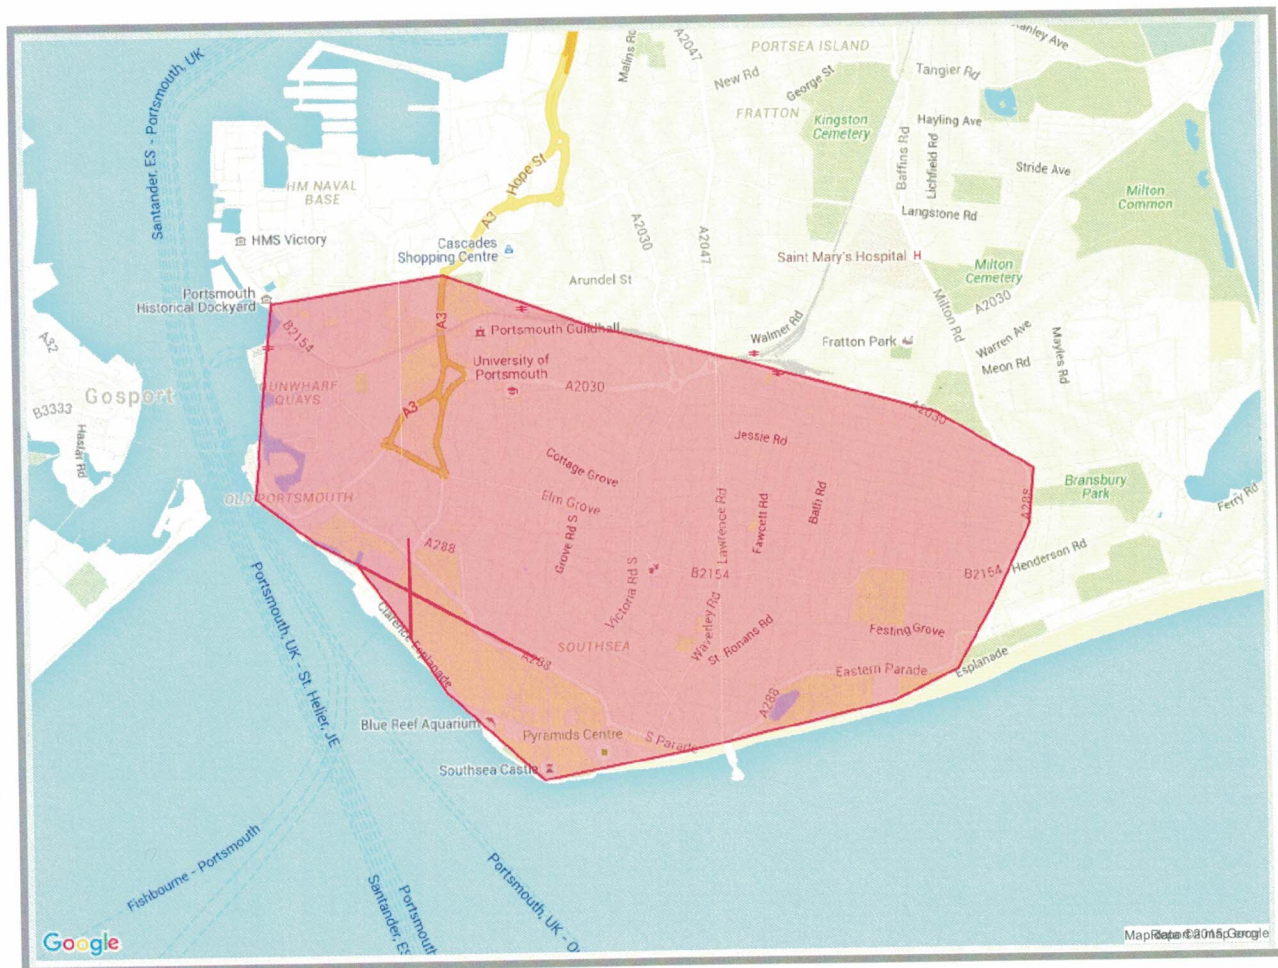 Santander, ES - Portsmouth, UK
Malins Rd
A2047
PORTSEA ISLAND
New Rd
George St
Tangier Rd
FRATTON
Kingston
Cemetery
Hayling Ave
Baffins Rd
Lichfield Rd
Stride Ave
Milton
Common
Hope St
HM NAVAL
BASE
Langstone Rd
A3
A2030
A2047
HMS Victory
Cascades
Shopping Centre
Saint Mary's Hospital
H
Milton
Cemetery
Arundel St
Portsmouth
Historical Dockyard
A2030
Milton Rd
A32
B2154
A3
Portsmouth Guildhall
Walmer Rd
Fratton Park
Warren Ave
Meon Rd
Mayles Rd
University of
Portsmouth
Gosport
GUNWHARF
QUAYS
A2030
B3333
A3
A2030
Haslar Rd
Jessie Rd
Cottage Grove
Bransbury
Park
OLD PORTSMOUTH
Elm Grove
Grove Rd S
Lawrence Rd
Fawcett Rd
Bath Rd
A288
Ferry Rd
A288
Victoria Rd S
B2154
B2154
Henderson Rd
Portsmouth, UK - St. Helier, JE
Clarence Esplanade
Waverley Rd
St. Ronans Rd
Festing Grove
SOUTHSEA
A288
Eastern Parade
Esplanade
A288
Blue Reef Aquarium
Pyramids Centre
S Parade
Southsea Castle
Fishbourne - Portsmouth
Santander, ES
Portsmouth
Portsmouth, UK - O
Google